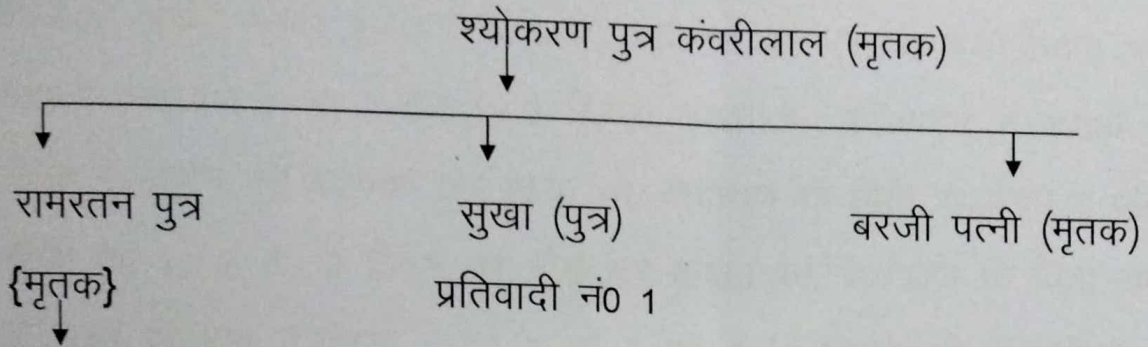 श्योकरण पुत्र कंवरीलाल (मृतक)
रामरतन पुत्र सुखा (पुत्र) बरजी पत्नी (मृतक)
{मृतक} प्रतिवादी नं0 1